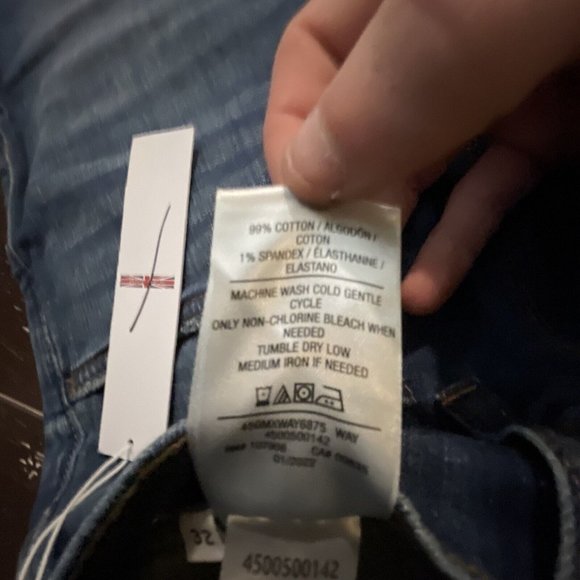 99% COTTON / ALGODÓN /
COTON
1% SPANDEX / ÉLASTHANNE /
ELASTANO
MACHINE WASH COLD GENTLE
CYCLE
ONLY NON-CHLORINE BLEACH WHEN
NEEDED
TUMBLE DRY LOW
MEDIUM IRON IF NEEDED
WAY
4500500142
01/2022
32
4500500142